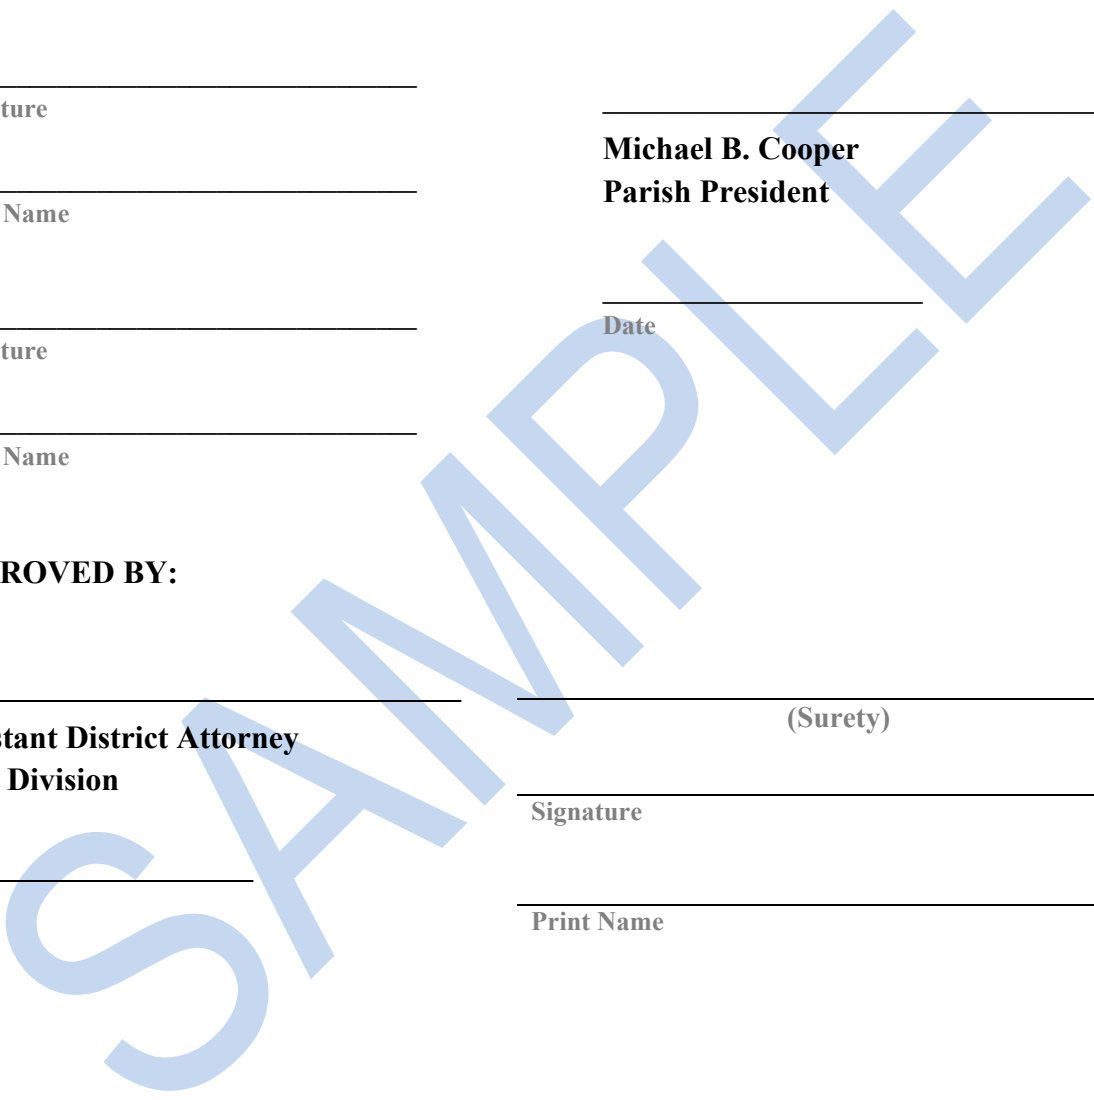 ture
Name
ture
Name
Michael B. Cooper
Parish President
Date
ROVED BY:
stant District Attorney
Division
(Surety)
Signature
Print Name
SAMPLE